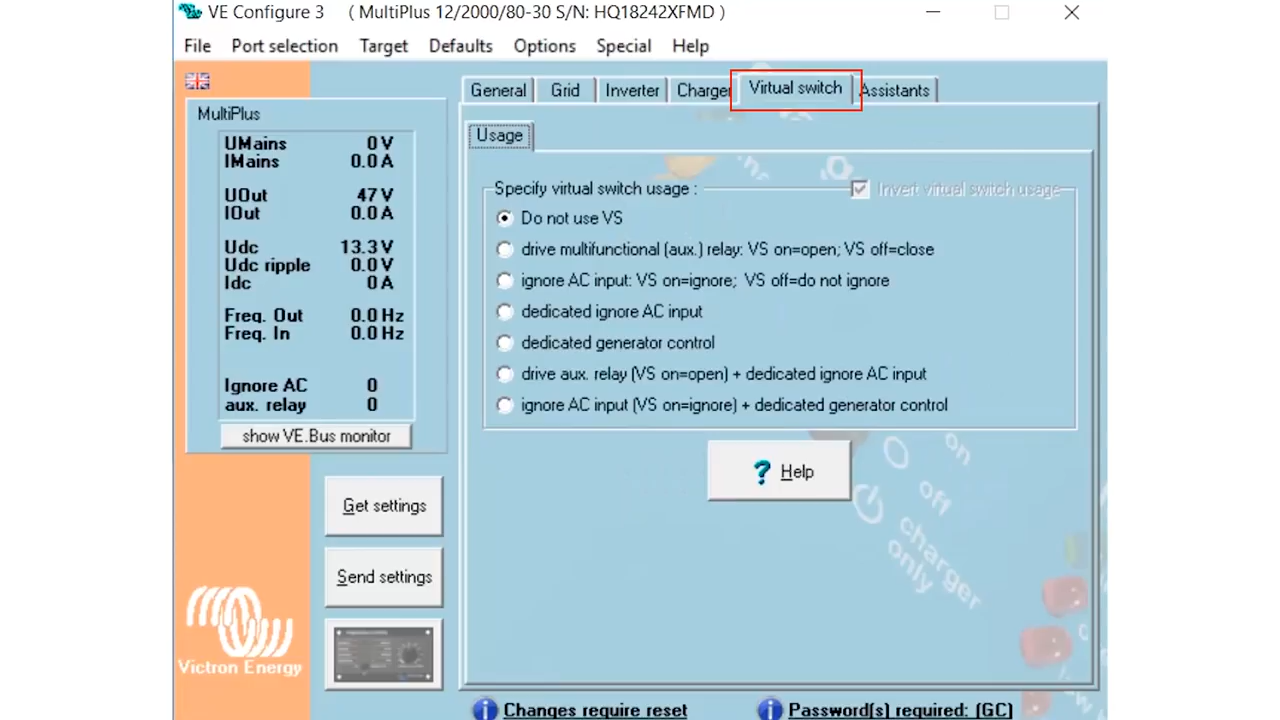 VE Configure 3 ( MultiPlus 12/2000/80-30 S/N: HQ18242XFMD )
File Port selection Target Defaults Options Special Help
General Grid Inverter Charger Virtual switch Assistants
MultiPlus
UMains 0 V
IMains 0.0 A
UOut 47 V
IOut 0.0 A
Udc 13.3 V
Udc ripple 0.0 V
Idc 0 A
Freq. Out 0.0 Hz
Freq. In 0.0 Hz
Ignore AC 0
aux. relay 0
show VE.Bus monitor
Get settings
Send settings
Victron Energy
Usage
Specify virtual switch usage :
Invert virtual switch usage
Do not use VS
drive multifunctional (aux.) relay: VS on=open; VS off=close
ignore AC input: VS on=ignore; VS off=do not ignore
dedicated ignore AC input
dedicated generator control
drive aux. relay (VS on=open) + dedicated ignore AC input
ignore AC input (VS on=ignore) + dedicated generator control
? Help
on
off
charger
only
Changes require reset
Password(s) required: (GC)